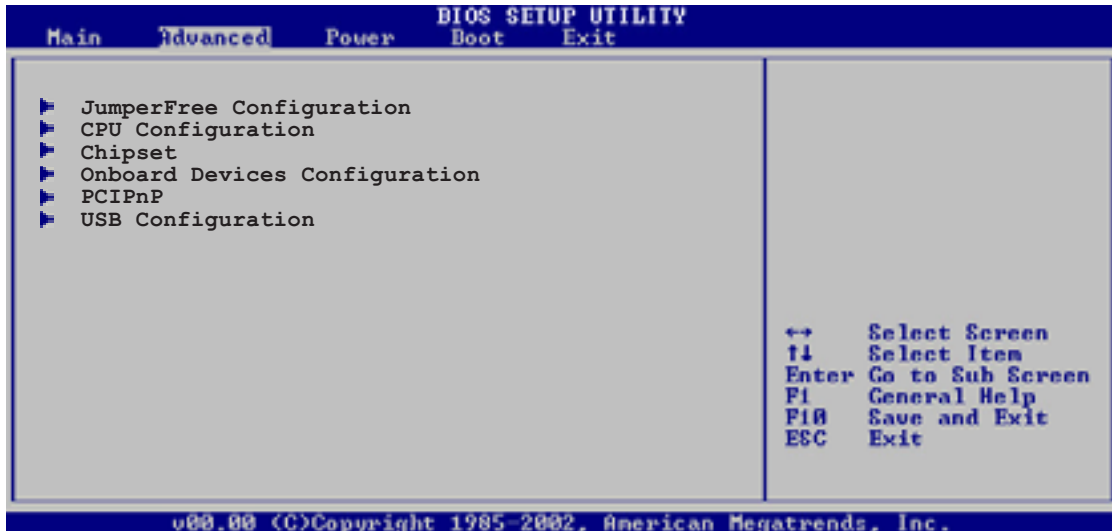 BIOS SETUP UTILITY
Main Advanced Power Boot Exit
JumperFree Configuration
CPU Configuration
Chipset
Onboard Devices Configuration
PCIPnP
USB Configuration
←→ Select Screen
↑↓ Select Item
Enter Go to Sub Screen
F1 General Help
F10 Save and Exit
ESC Exit
v00.00 (C)Copyright 1985-2002, American Megatrends, Inc.